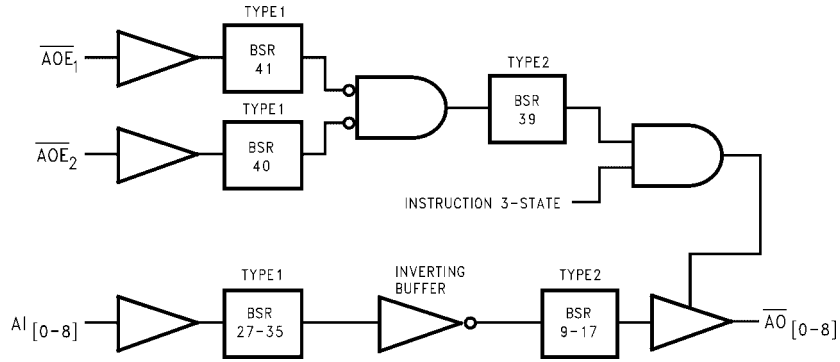 TYPE1
AOE1
BSR
41
TYPE2
BSR
39
TYPE1
AOE2
BSR
40
INSTRUCTION 3-STATE
TYPE1
INVERTING
BUFFER
TYPE2
AI[0-8]
BSR
27-35
BSR
9-17
AO[0-8]